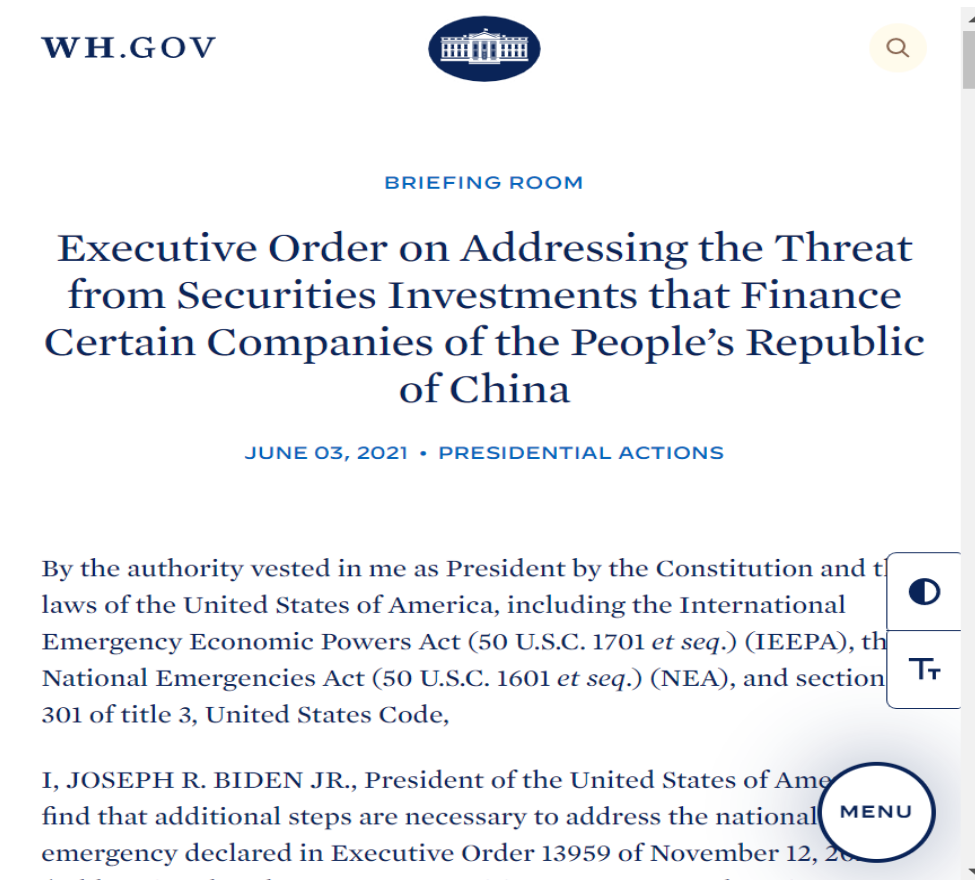 WH.GOV
BRIEFING ROOM
Executive Order on Addressing the Threat
from Securities Investments that Finance
Certain Companies of the People’s Republic
of China
JUNE 03, 2021 • PRESIDENTIAL ACTIONS
By the authority vested in me as President by the Constitution and
laws of the United States of America, including the International
Emergency Economic Powers Act (50 U.S.C. 1701 et seq.) (IEEPA),
National Emergencies Act (50 U.S.C. 1601 et seq.) (NEA), and section
301 of title 3, United States Code,
I, JOSEPH R. BIDEN JR., President of the United States of
find that additional steps are necessary to address the national
emergency declared in Executive Order 13959 of November 12,
TT
MENU